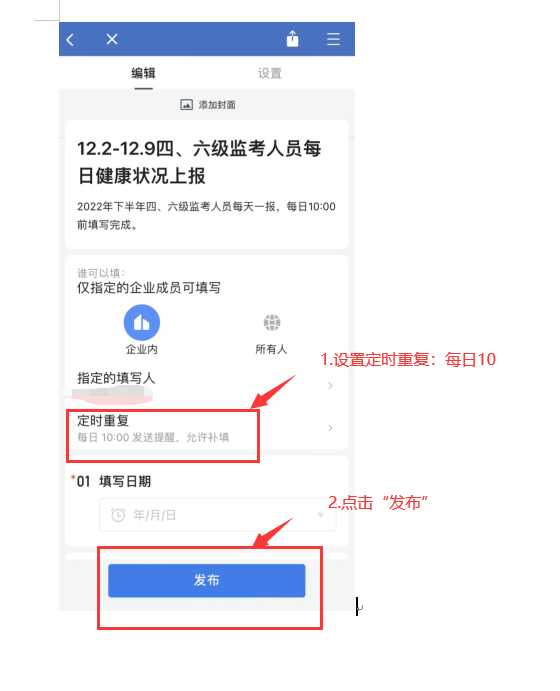 编辑
设置
添加封面
12.2-12.9四、六级监考人员每
日健康状况上报
2022年下半年四、六级监考人员每天一报，每日10:00
前填写完成。
谁可以填：
仅指定的企业成员可填写
企业内
所有人
1.设置定时重复：每日10
指定的填写人
定时重复
每日 10:00 发送提醒，允许补填
*01 填写日期
2.点击“发布”
年/月/日
发布